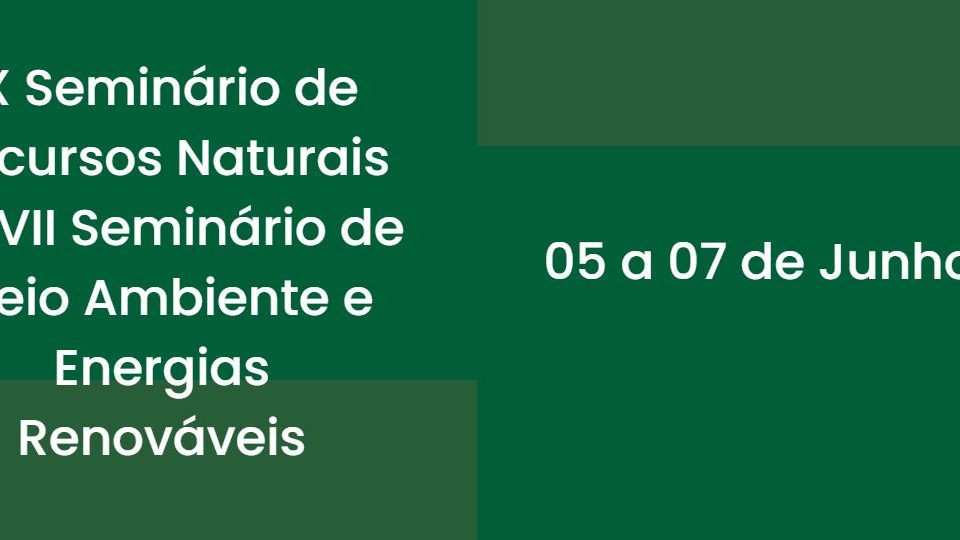 X Seminário de
cursos Naturais
VII Seminário de
eio Ambiente e
Energias
Renováveis
05 a 07 de Junho